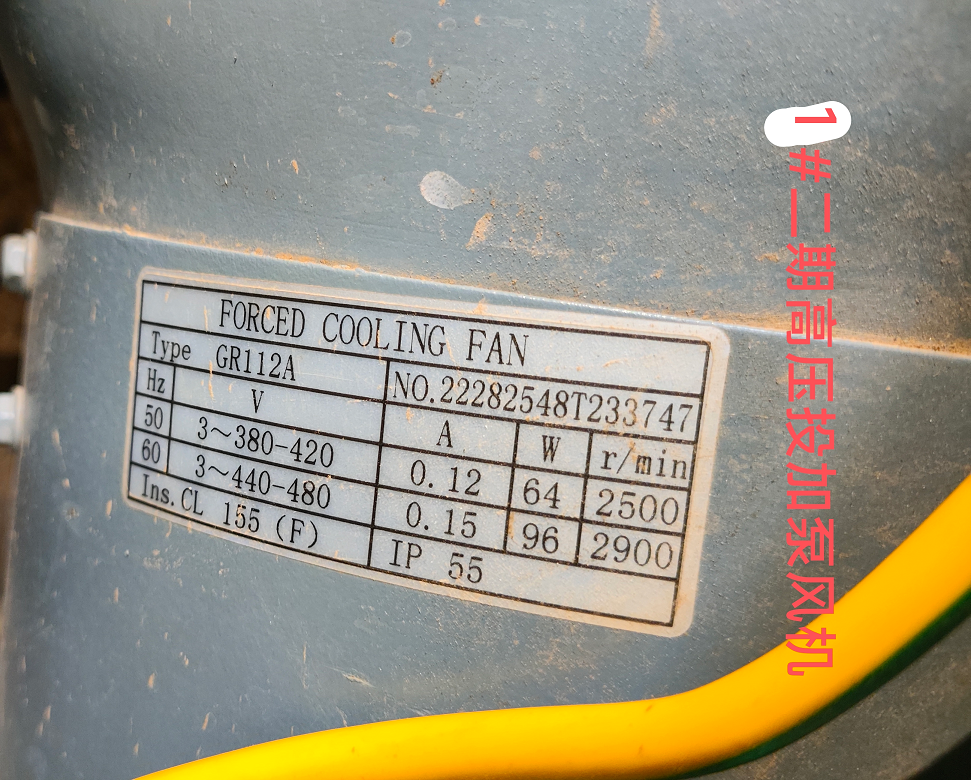 FORCED COOLING FAN
Type GR112A NO.22282548T233747
Hz V A W r/min
50 3～380-420 0.12 64 2500
60 3～440-480 0.15 96 2900
Ins.CL 155 (F) IP 55
1#二期高压投加泵风机